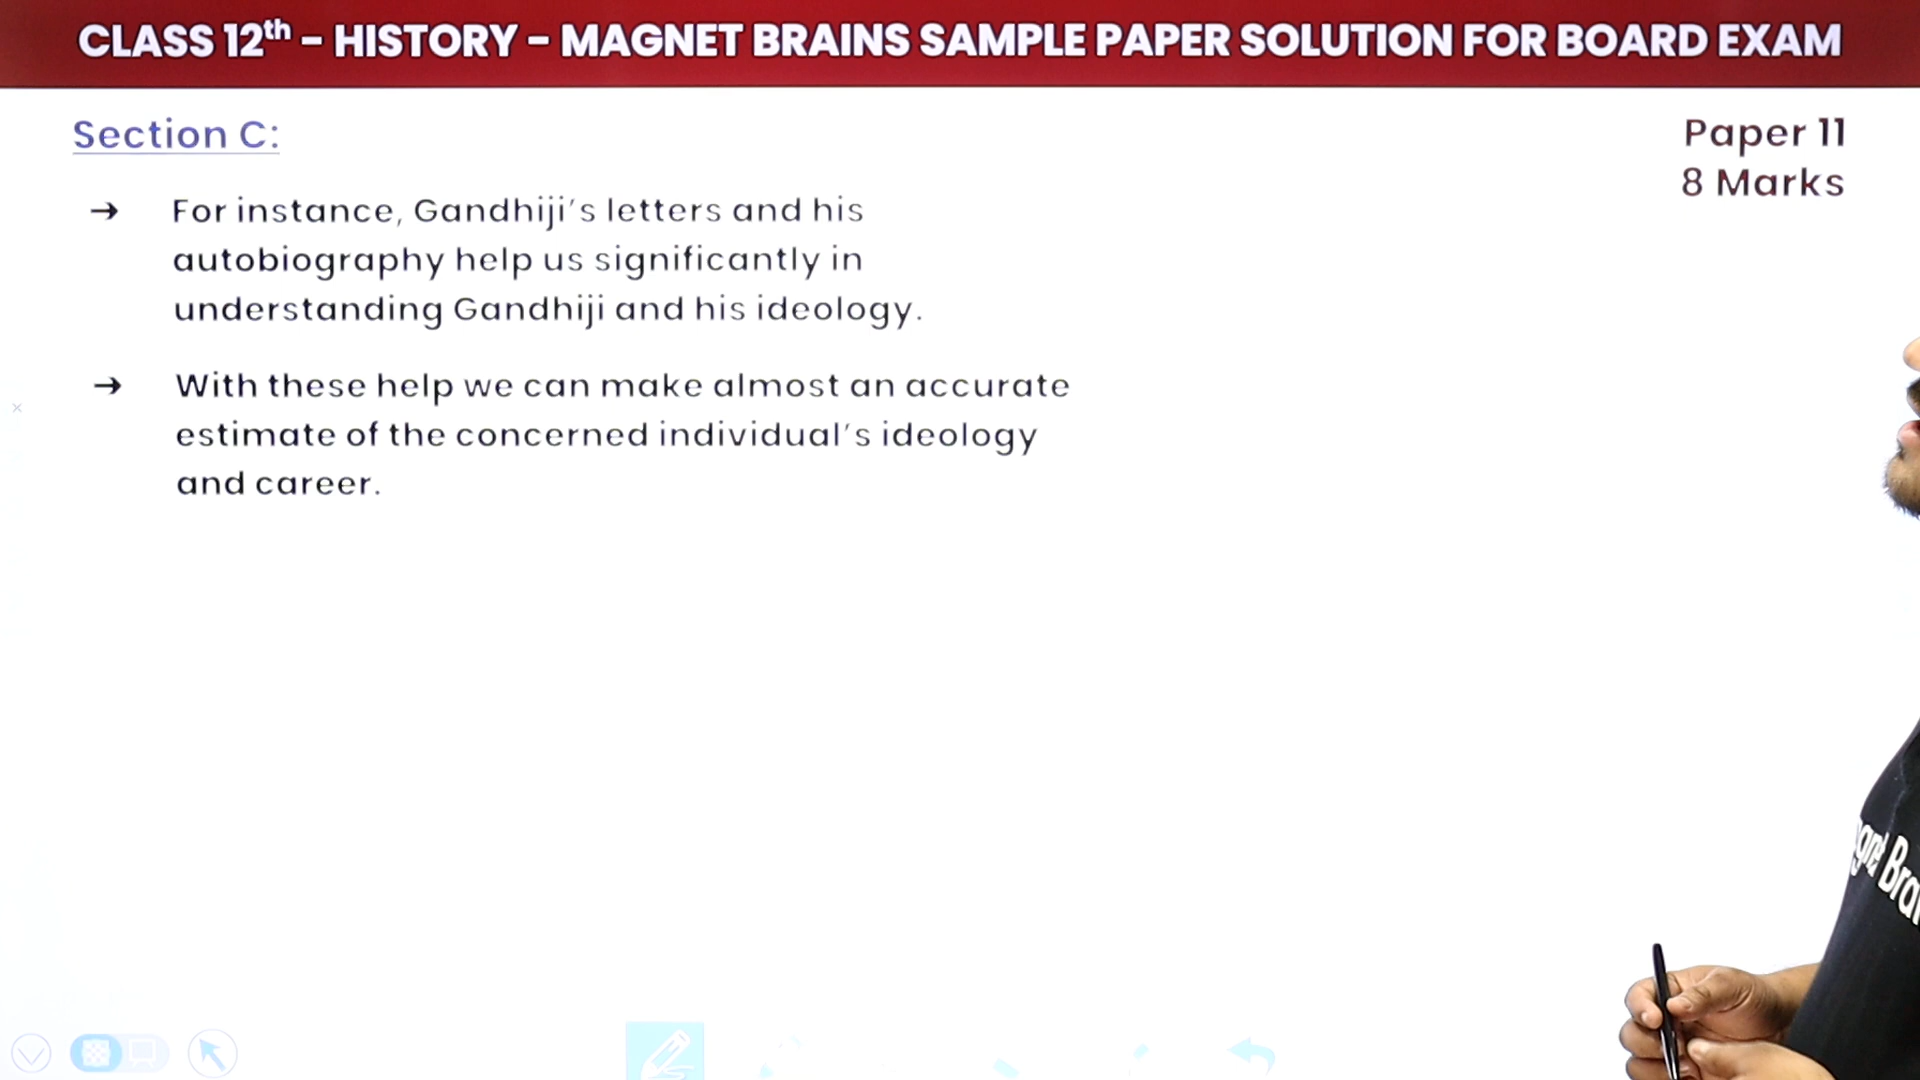 CLASS 12th - HISTORY - MAGNET BRAINS SAMPLE PAPER SOLUTION FOR BOARD EXAM
Section C:
Paper 11
8 Marks
→ For instance, Gandhiji's letters and his
autobiography help us significantly in
understanding Gandhiji and his ideology.
→ With these help we can make almost an accurate
estimate of the concerned individual's ideology
and career.